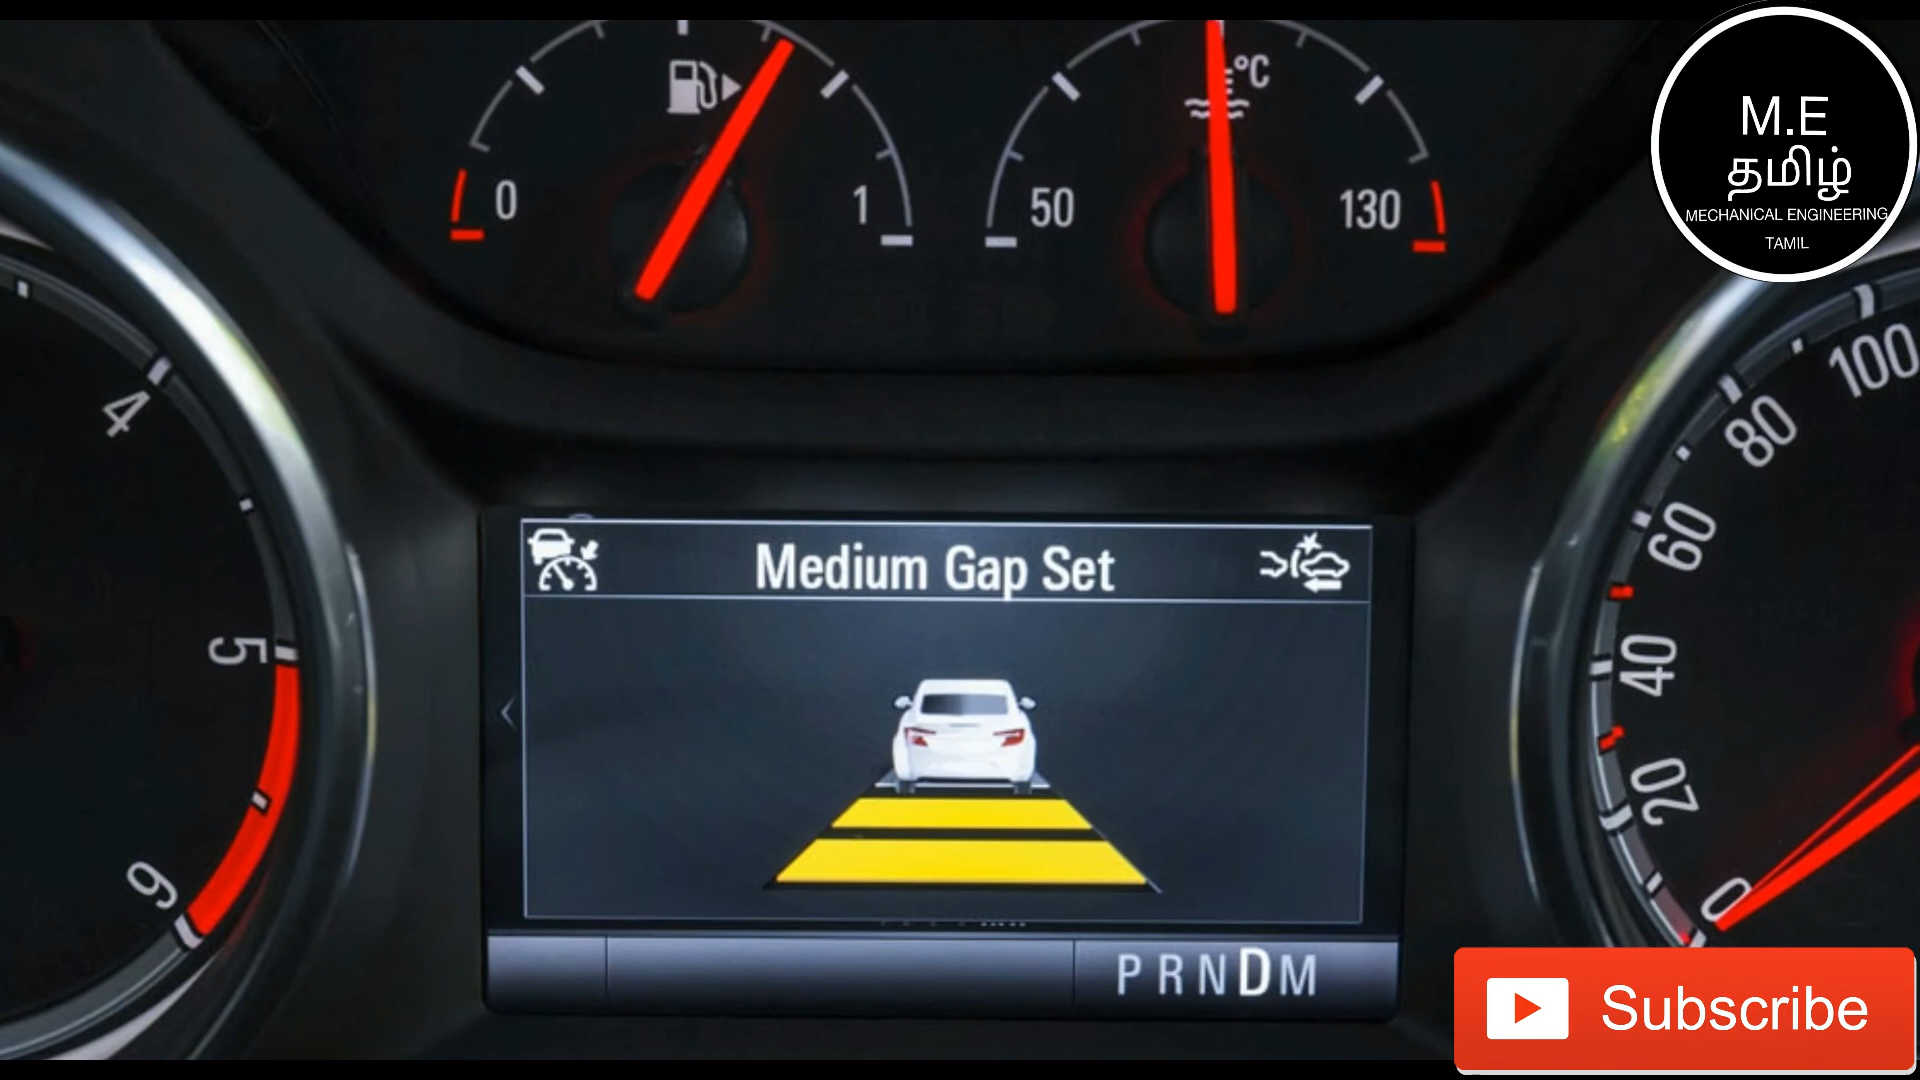 °C
0
1
50
130
M.E
தமிழ்
MECHANICAL ENGINEERING
TAMIL
4
5
6
100
80
60
40
20
0
Medium Gap Set
P R N D M
Subscribe